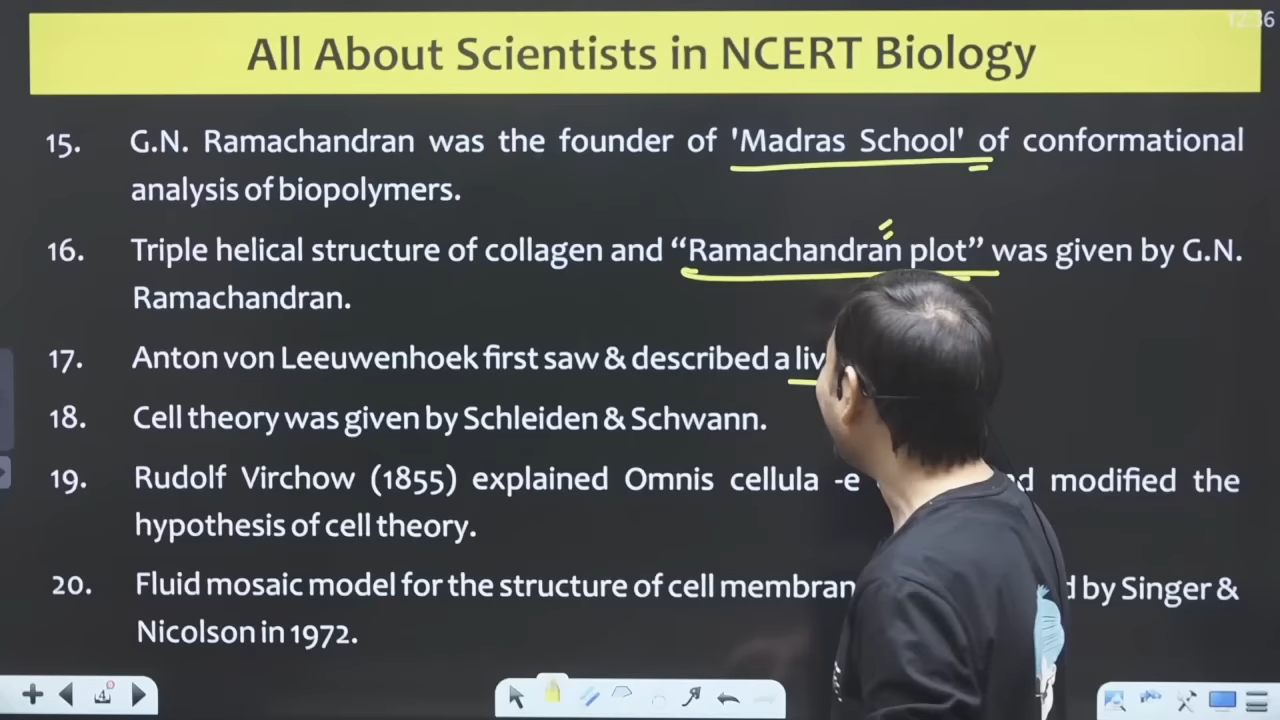 12:36
All About Scientists in NCERT Biology
15. G.N. Ramachandran was the founder of 'Madras School' of conformational
analysis of biopolymers.
16. Triple helical structure of collagen and “Ramachandran plot” was given by G.N.
Ramachandran.
17. Anton von Leeuwenhoek first saw & described a
18. Cell theory was given by Schleiden & Schwann.
19. Rudolf Virchow (1855) explained Omnis cellula -e modified the
hypothesis of cell theory.
20. Fluid mosaic model for the structure of cell by Singer &
Nicolson in 1972.